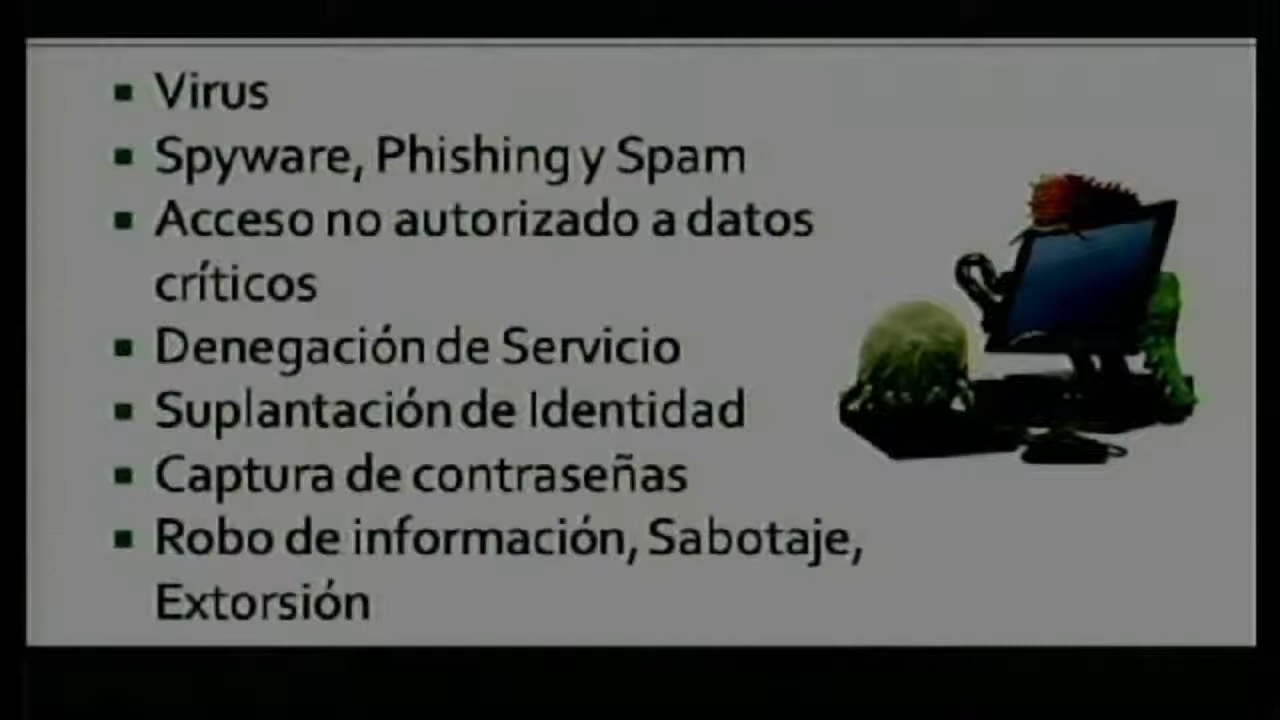 Virus
Spyware, Phishing y Spam
Acceso no autorizado a datos
críticos
Denegación de Servicio
Suplantación de Identidad
Captura de contraseñas
Robo de información, Sabotaje,
Extorsión